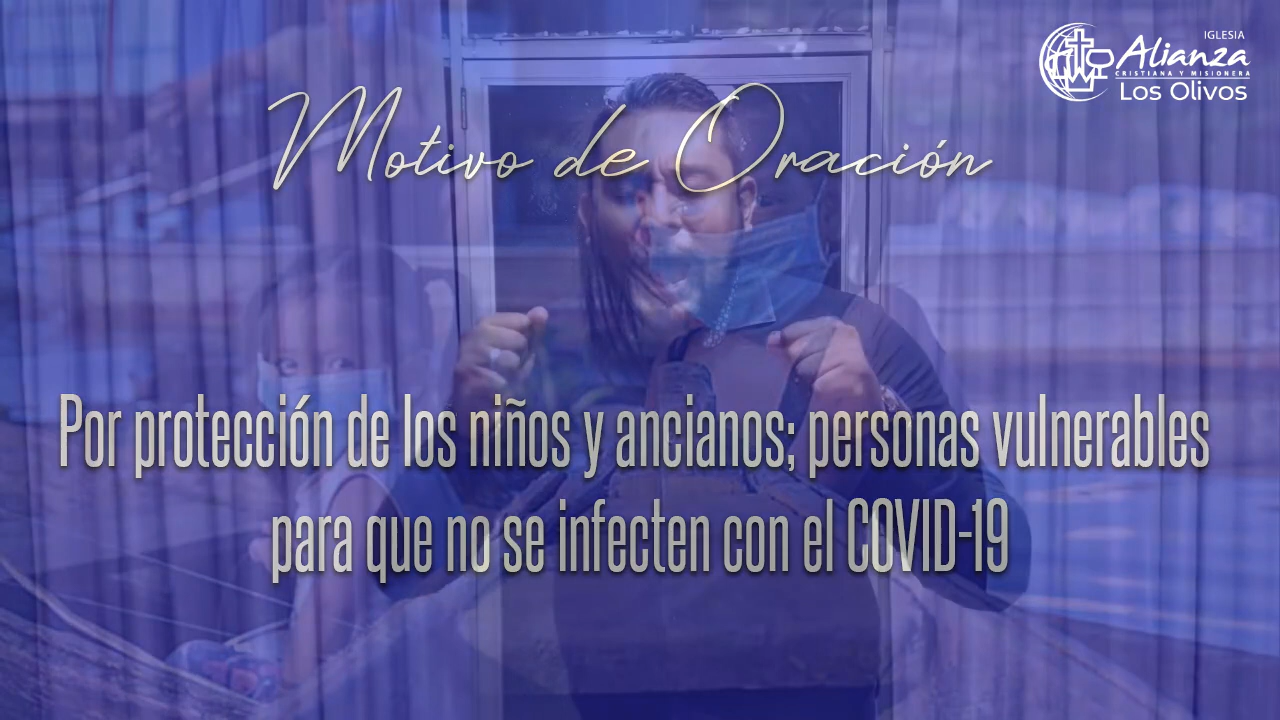 IGLESIA
Alianza
CRISTIANA Y MISIONERA
Los Olivos
Motivo de Oración
Por protección de los niños y ancianos; personas vulnerables
para que no se infecten con el COVID-19